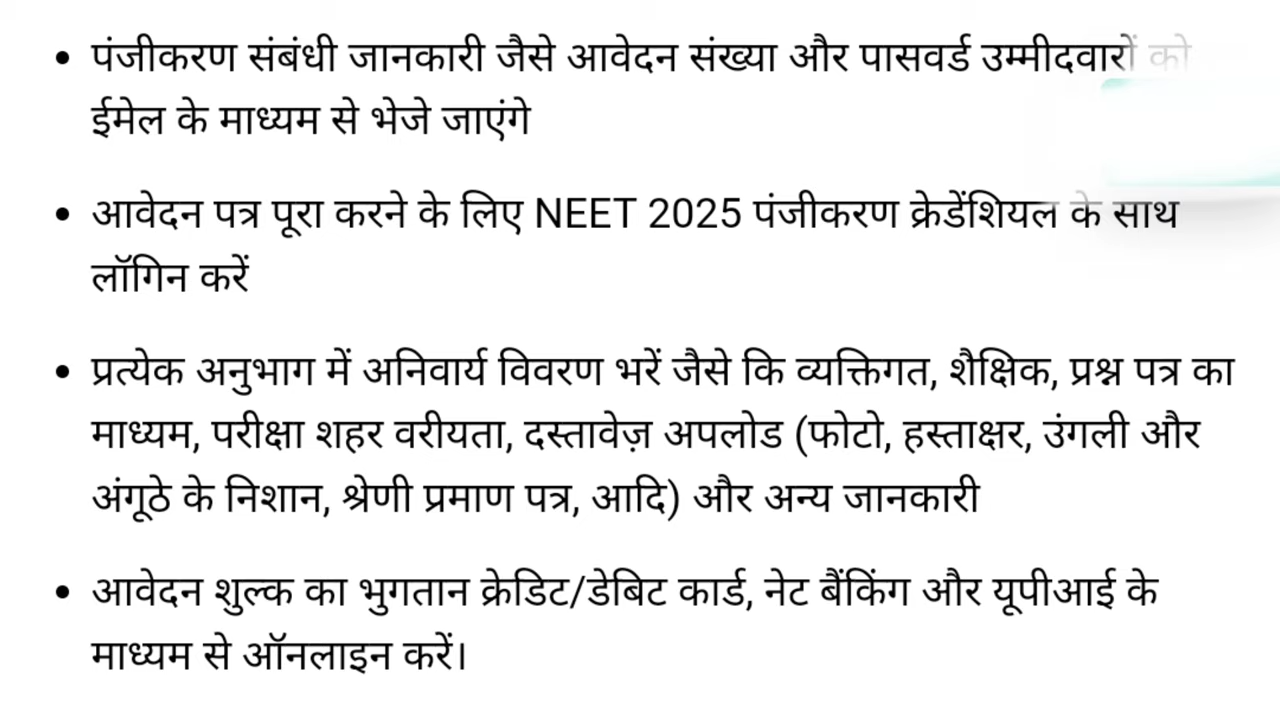 • पंजीकरण संबंधी जानकारी जैसे आवेदन संख्या और पासवर्ड उम्मीदवारों को
ईमेल के माध्यम से भेजे जाएंगे
• आवेदन पत्र पूरा करने के लिए NEET 2025 पंजीकरण क्रेडेंशियल के साथ
लॉगिन करें
• प्रत्येक अनुभाग में अनिवार्य विवरण भरें जैसे कि व्यक्तिगत, शैक्षिक, प्रश्न पत्र का
माध्यम, परीक्षा शहर वरीयता, दस्तावेज़ अपलोड (फोटो, हस्ताक्षर, उंगली और
अंगूठे के निशान, श्रेणी प्रमाण पत्र, आदि) और अन्य जानकारी
• आवेदन शुल्क का भुगतान क्रेडिट/डेबिट कार्ड, नेट बैंकिंग और यूपीआई के
माध्यम से ऑनलाइन करें।